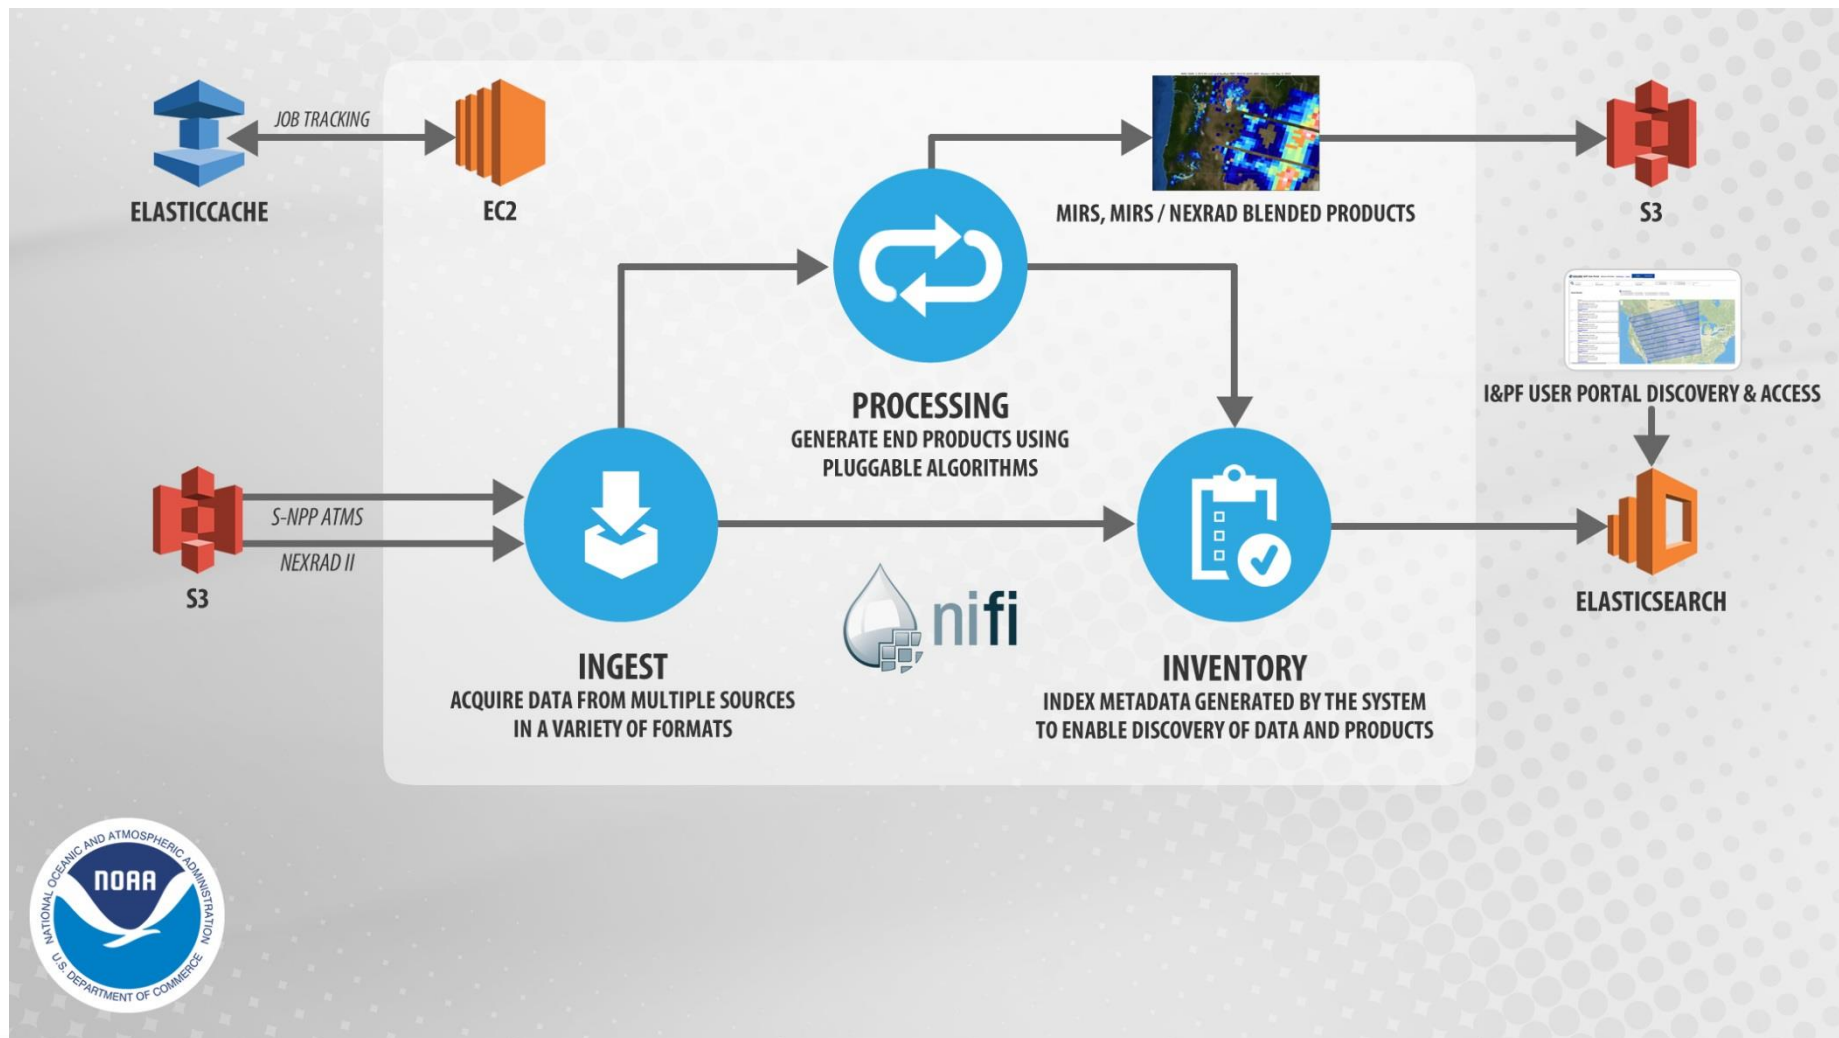 JOB TRACKING
ELASTICCACHE
EC2
MIRS, MIRS / NEXRAD BLENDED PRODUCTS
S3
I&PF USER PORTAL DISCOVERY & ACCESS
PROCESSING
GENERATE END PRODUCTS USING
PLUGGABLE ALGORITHMS
S-NPP ATMS
NEXRAD II
S3
nifi
ELASTICSEARCH
INGEST
ACQUIRE DATA FROM MULTIPLE SOURCES
IN A VARIETY OF FORMATS
INVENTORY
INDEX METADATA GENERATED BY THE SYSTEM
TO ENABLE DISCOVERY OF DATA AND PRODUCTS
NATIONAL OCEANIC AND ATMOSPHERIC ADMINISTRATION
NOAA
U.S. DEPARTMENT OF COMMERCE